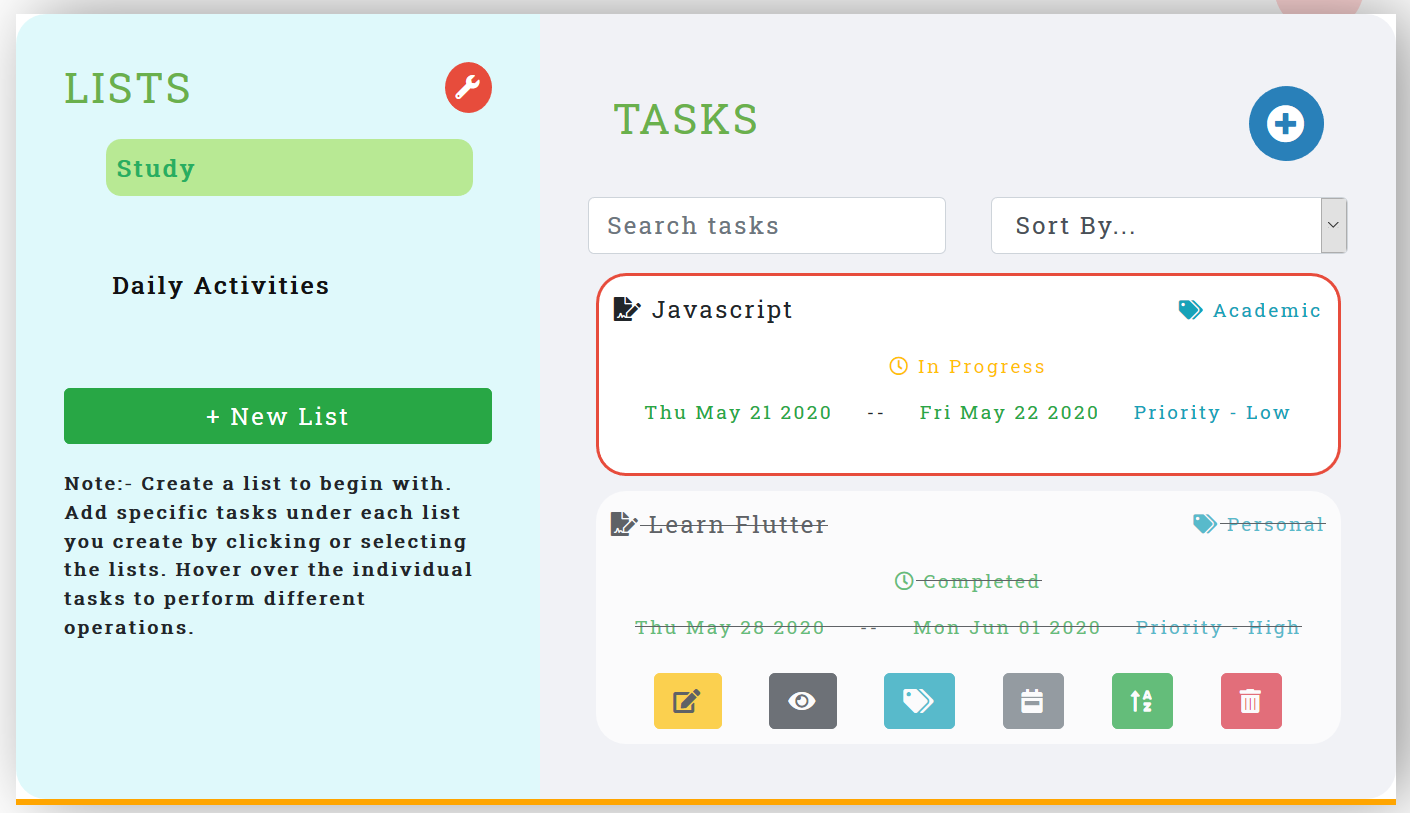 LISTS
Study
Daily Activities
+ New List
Note:- Create a list to begin with.
Add specific tasks under each list
you create by clicking or selecting
the lists. Hover over the individual
tasks to perform different
operations.
TASKS
Search tasks
Sort By...
Javascript
Academic
In Progress
Thu May 21 2020 -- Fri May 22 2020 Priority - Low
Learn Flutter
Personal
Completed
Thu May 28 2020 -- Mon Jun 01 2020 Priority - High
A
Z